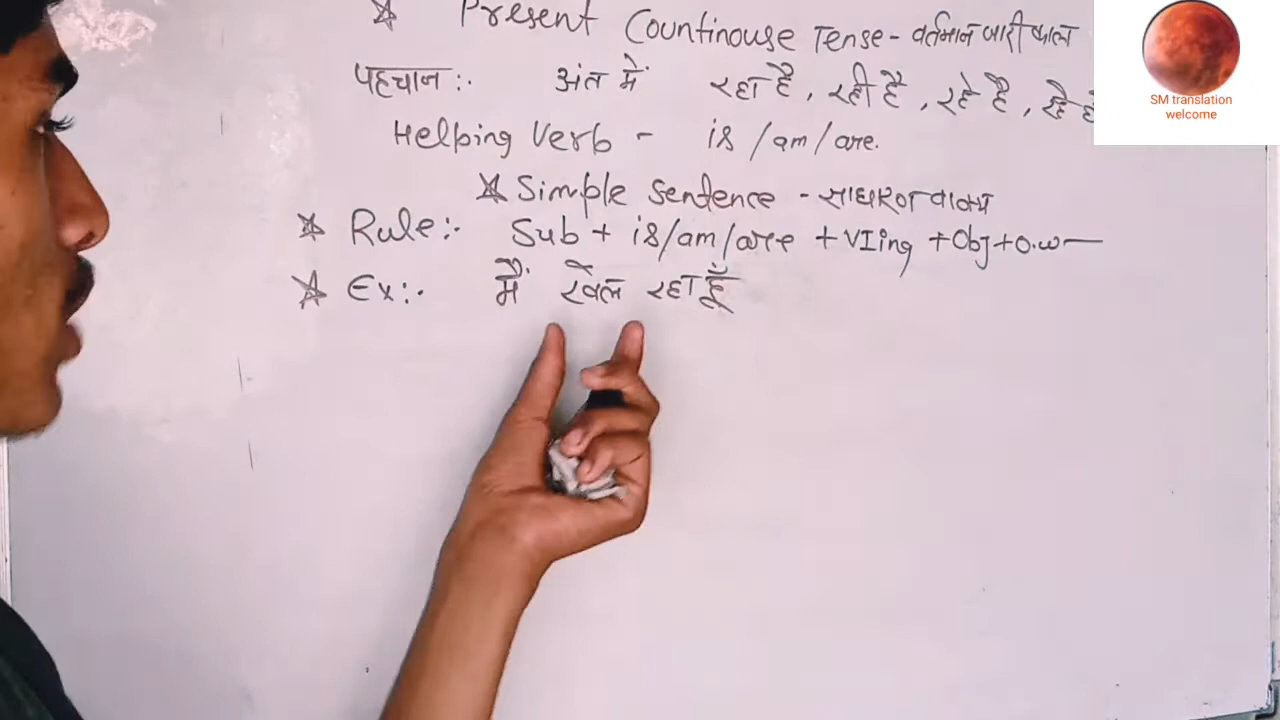 ☆ Present Countinouse Tense - वर्तमान जारी काल
पहचान :- अंत में रहा है, रही है, रहे है,
Helping Verb - is/am/are.
☆ Simple Sentence - साधारण वाक्य
☆ Rule:- Sub + is/am/are + VIing + Obj + o.w—
☆ Ex:- मैं खेल रहा हूँ
SM translation
welcome